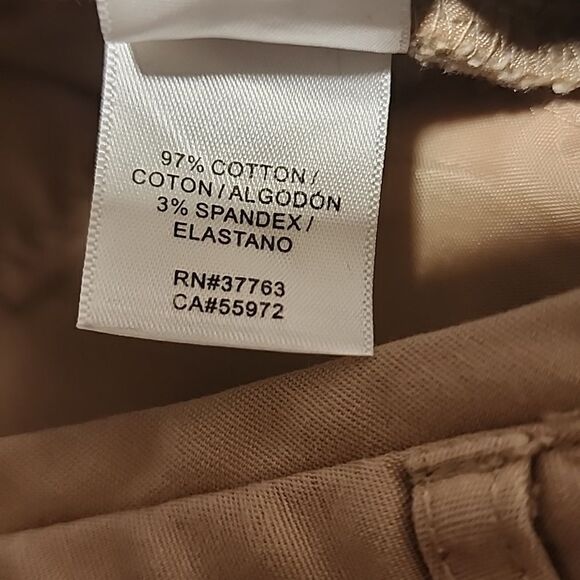 97% COTTON /
COTON / ALGODÓN
3% SPANDEX /
ELASTANO
RN#37763
CA#55972